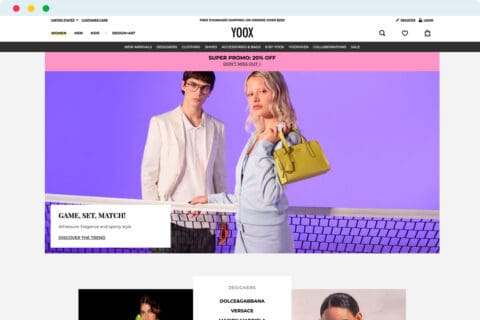 UNITED STATES CUSTOMER CARE
FREE STANDARD SHIPPING ON ORDERS OVER $250
REGISTER LOGIN
WOMEN MEN KIDS DESIGN+ART
YOOX
NEW ARRIVALS DESIGNERS CLOTHING SHOES ACCESSORIES & BAGS 8 BY YOOX YOOXYGEN COLLABORATIONS SALE
SUPER PROMO: 20% OFF
DON'T MISS OUT >
GAME, SET, MATCH!
Athleisure: Elegance and sporty style
DISCOVER THE TREND
DESIGNERS
DOLCE&GABBANA
VERSACE